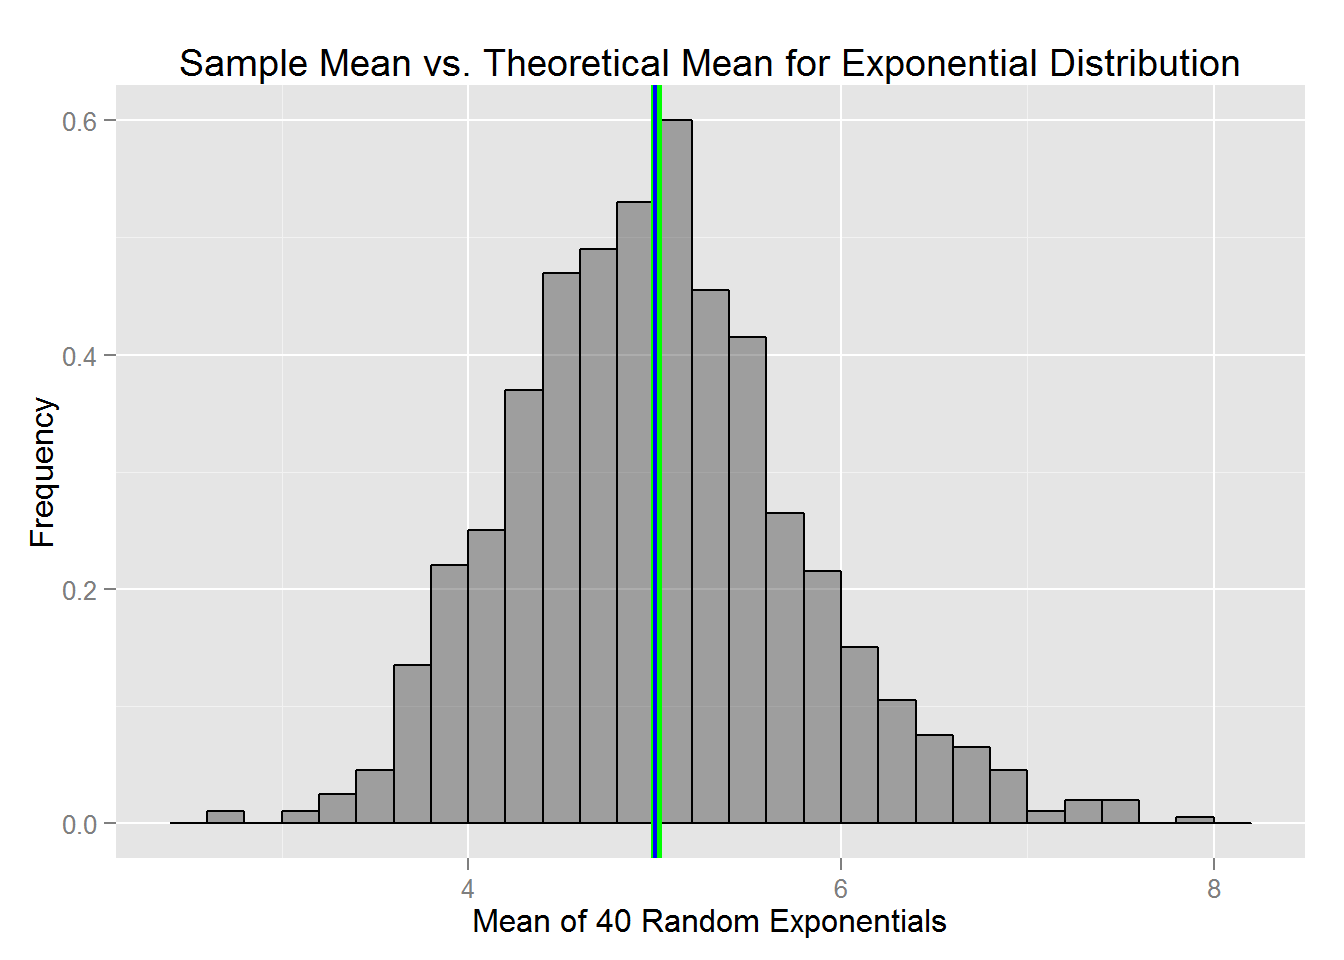 Sample Mean vs. Theoretical Mean for Exponential Distribution
0.6
0.4
0.2
0.0
Frequency
4 6 8
Mean of 40 Random Exponentials